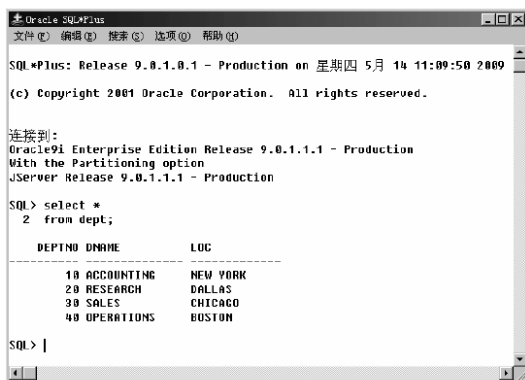 Oracle SQL*Plus
文件(F) 编辑(E) 搜索(S) 选项(O) 帮助(H)
SQL*Plus: Release 9.0.1.0.1 - Production on 星期四 5月 14 11:09:50 2009
(c) Copyright 2001 Oracle Corporation.  All rights reserved.
连接到:
Oracle9i Enterprise Edition Release 9.0.1.1.1 - Production
With the Partitioning option
JServer Release 9.0.1.1.1 - Production
SQL> select *
  2  from dept;
    DEPTNO DNAME          LOC
---------- -------------- -------------
        10 ACCOUNTING     NEW YORK
        20 RESEARCH       DALLAS
        30 SALES          CHICAGO
        40 OPERATIONS     BOSTON
SQL>